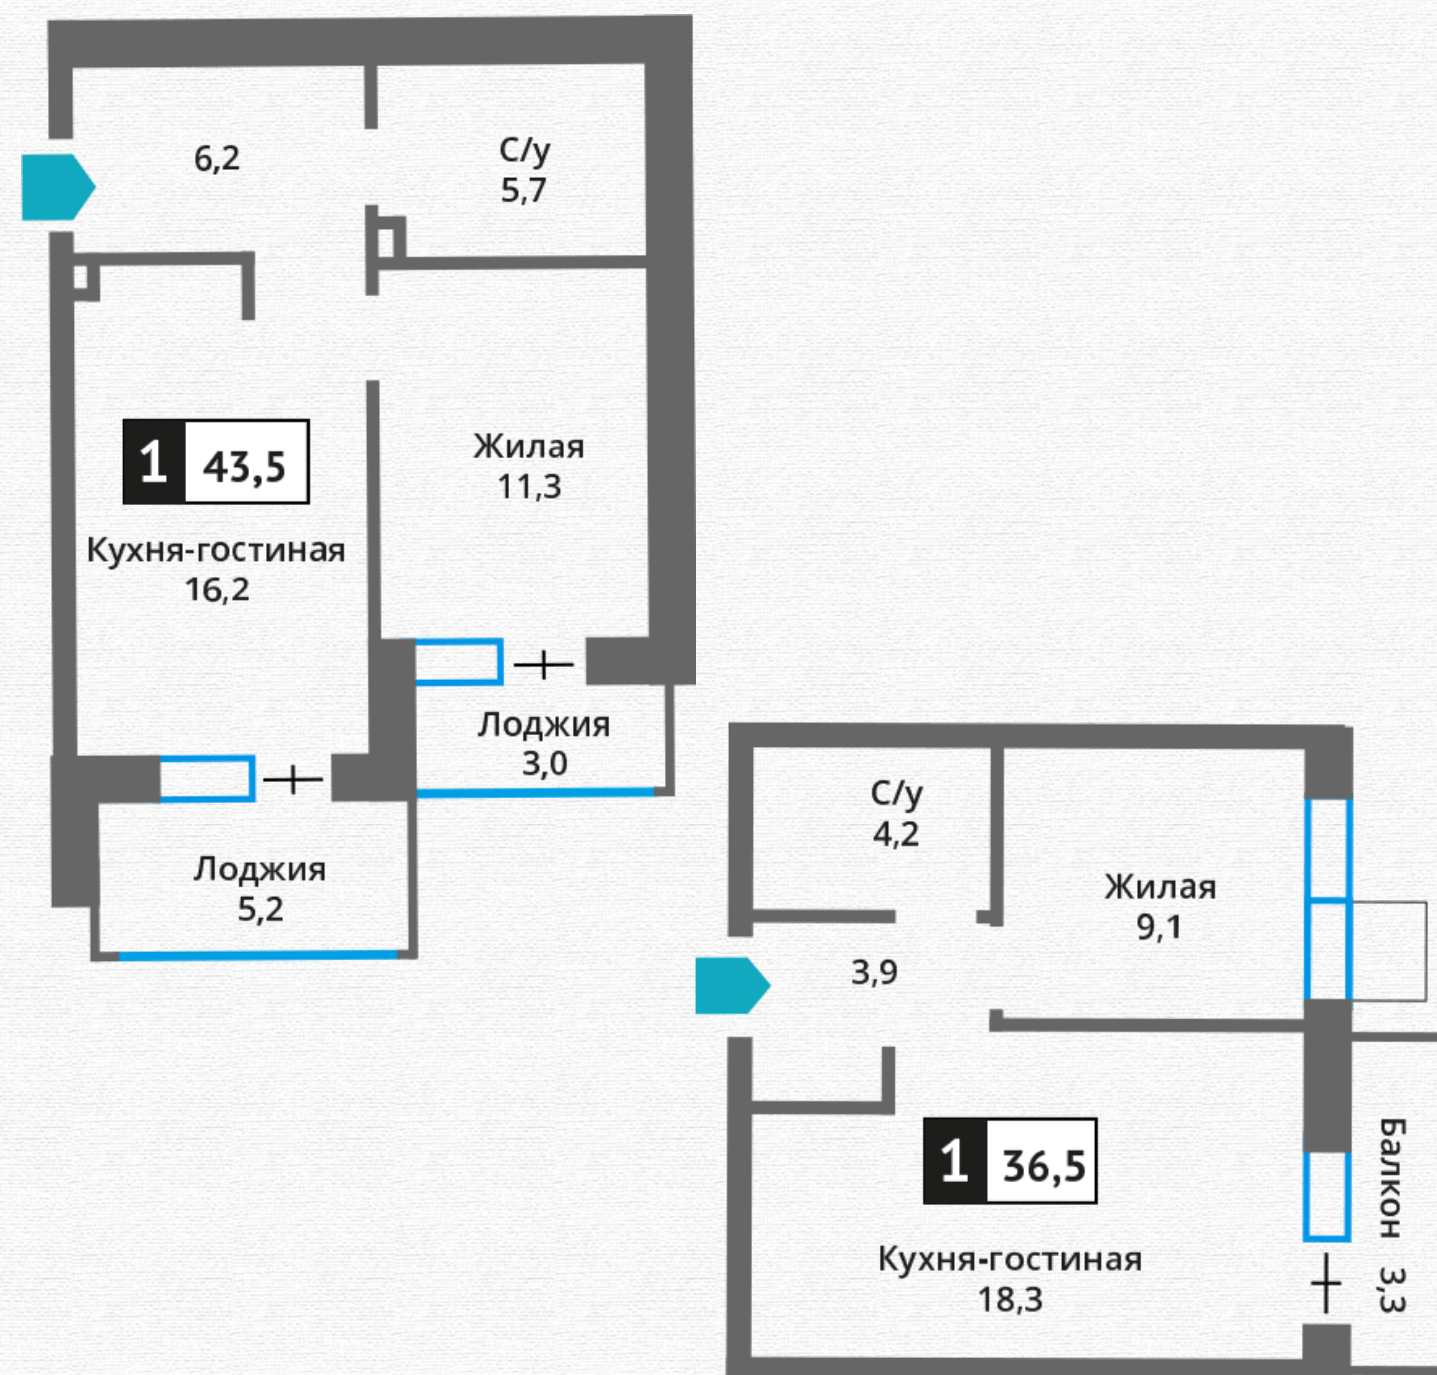 6,2
С/у
5,7
1 43,5
Жилая
11,3
Кухня-гостиная
16,2
Лоджия
3,0
Лоджия
5,2
С/у
4,2
Жилая
9,1
3,9
1 36,5
Кухня-гостиная
18,3
Балкон 3,3